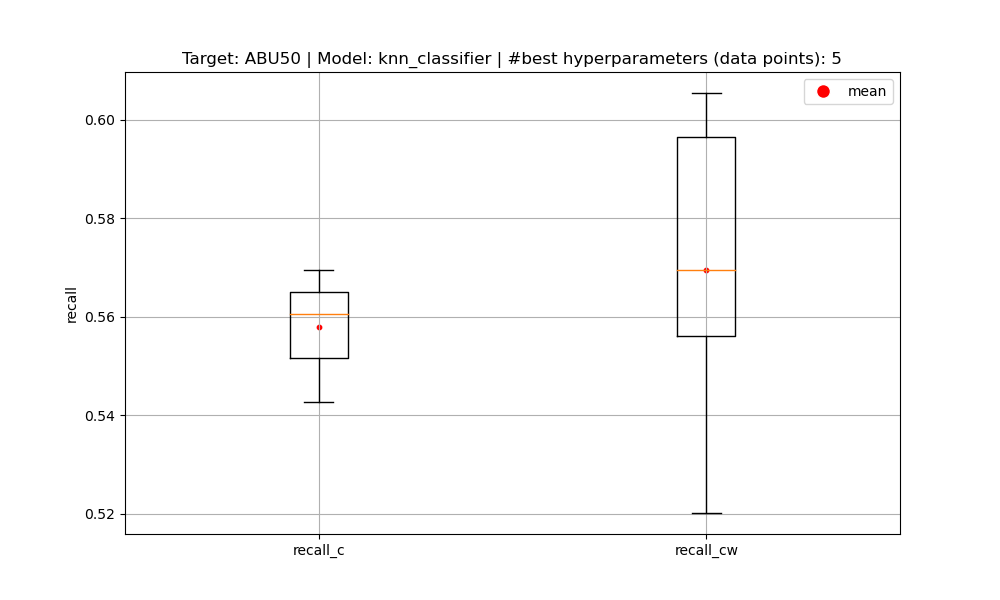 Target: ABU50 | Model: knn_classifier | #best hyperparameters (data points): 5
mean
0.60
0.58
0.56
0.54
0.52
recall
recall_c
recall_cw